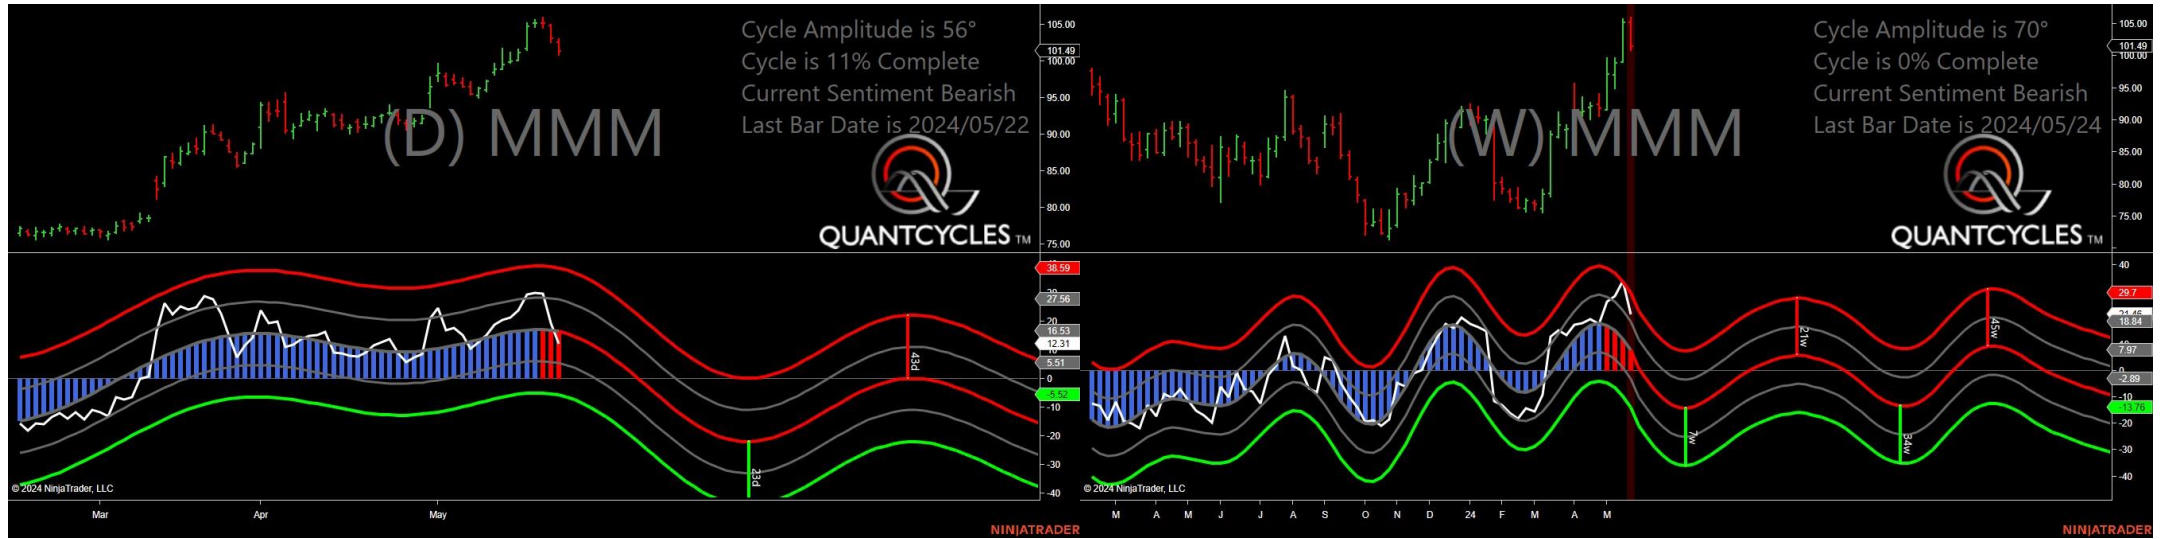 Cycle Amplitude is 56°
Cycle is 11% Complete
Current Sentiment Bearish
Last Bar Date is 2024/05/22
(D) MMM
QUANTCYCLES TM
105.00
101.49
100.00
95.00
90.00
85.00
80.00
75.00
38.59
27.56
20
16.53
12.31
5.51
0
-5.52
-10
-20
-30
-40
43d
23d
© 2024 NinjaTrader, LLC
Mar Apr May
NINJATRADER
Cycle Amplitude is 70°
Cycle is 0% Complete
Current Sentiment Bearish
Last Bar Date is 2024/05/24
(W) MMM
QUANTCYCLES TM
105.00
101.49
100.00
95.00
90.00
85.00
80.00
75.00
40
29.7
21.46
18.84
7.97
0
-2.89
-10
-13.76
-20
-30
-40
21w
45w
7w
34w
© 2024 NinjaTrader, LLC
M A M J J A S O N D 24 F M A M
NINJATRADER